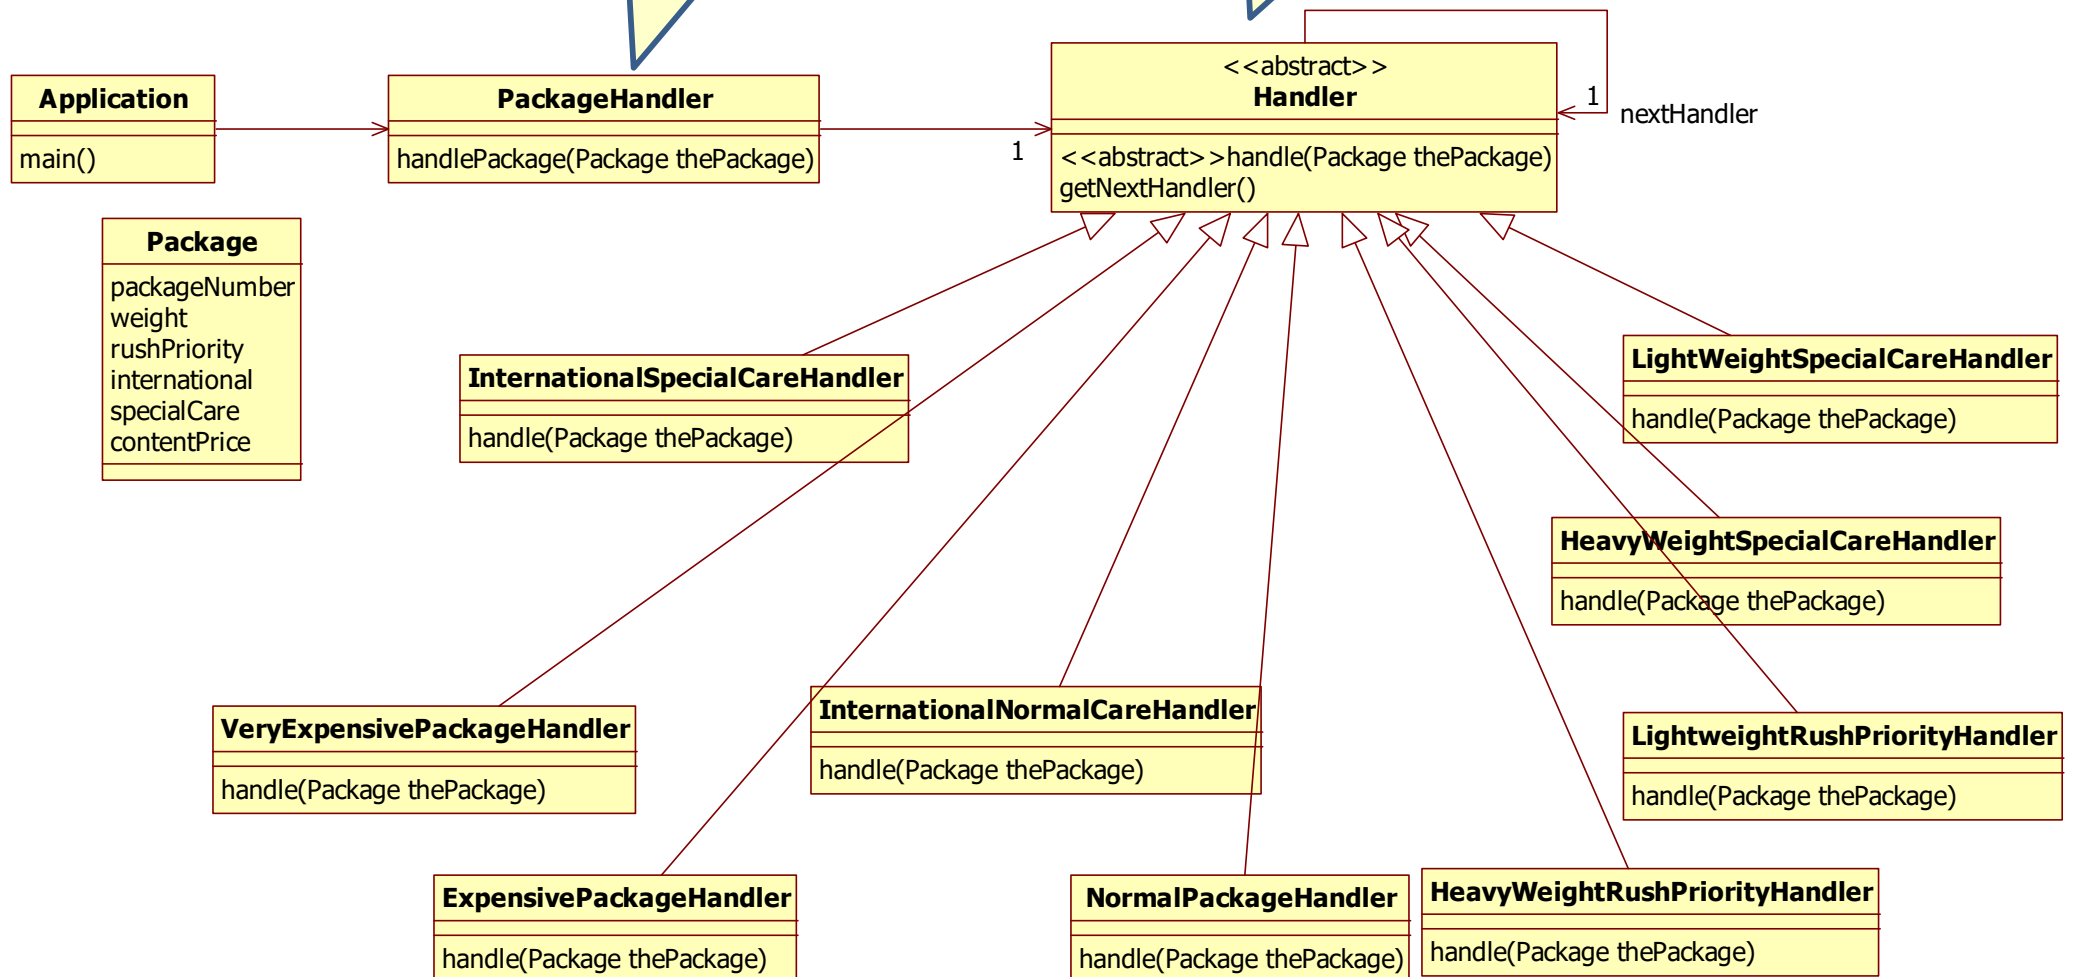 Application
main()
PackageHandler
handlePackage(Package thePackage)
1
<<abstract>>
Handler
<<abstract>>handle(Package thePackage)
getNextHandler()
1
nextHandler
Package
packageNumber
weight
rushPriority
international
specialCare
contentPrice
InternationalSpecialCareHandler
handle(Package thePackage)
LightWeightSpecialCareHandler
handle(Package thePackage)
HeavyWeightSpecialCareHandler
handle(Package thePackage)
VeryExpensivePackageHandler
handle(Package thePackage)
InternationalNormalCareHandler
handle(Package thePackage)
LightweightRushPriorityHandler
handle(Package thePackage)
ExpensivePackageHandler
handle(Package thePackage)
NormalPackageHandler
handle(Package thePackage)
HeavyWeightRushPriorityHandler
handle(Package thePackage)